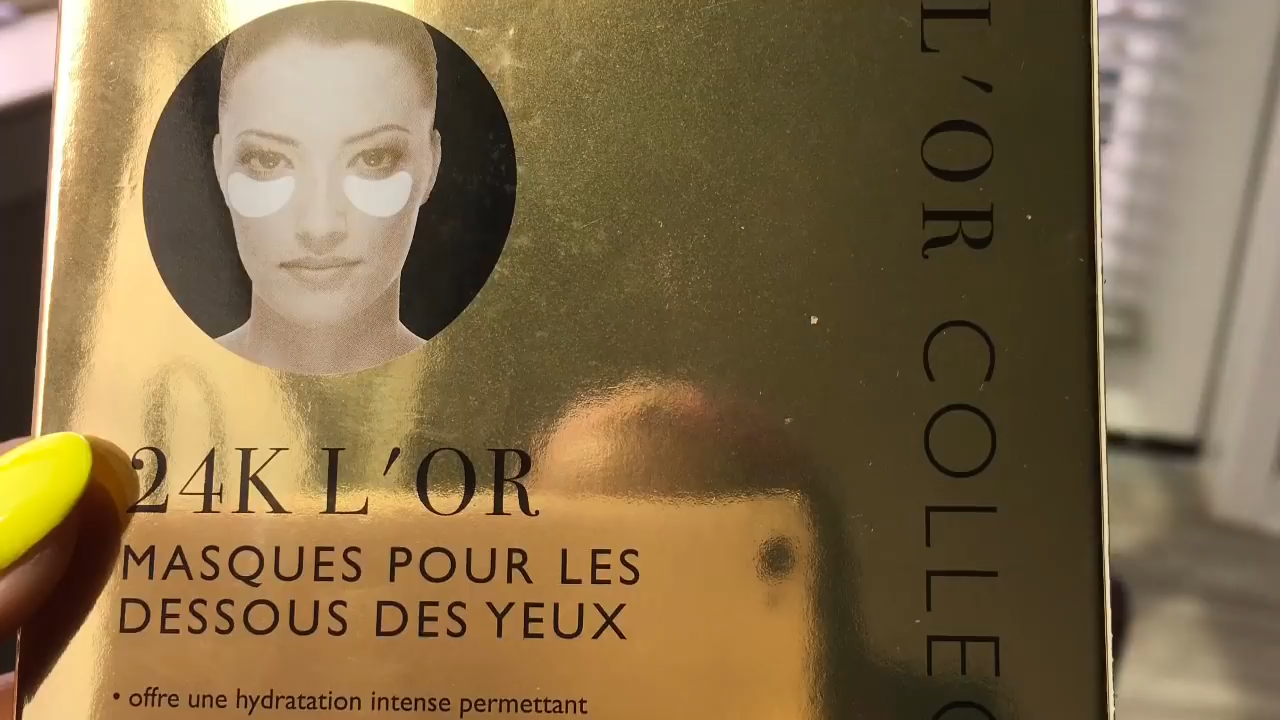 24K L'OR
MASQUES POUR LES
DESSOUS DES YEUX
• offre une hydratation intense permettant
L'OR COLLEC